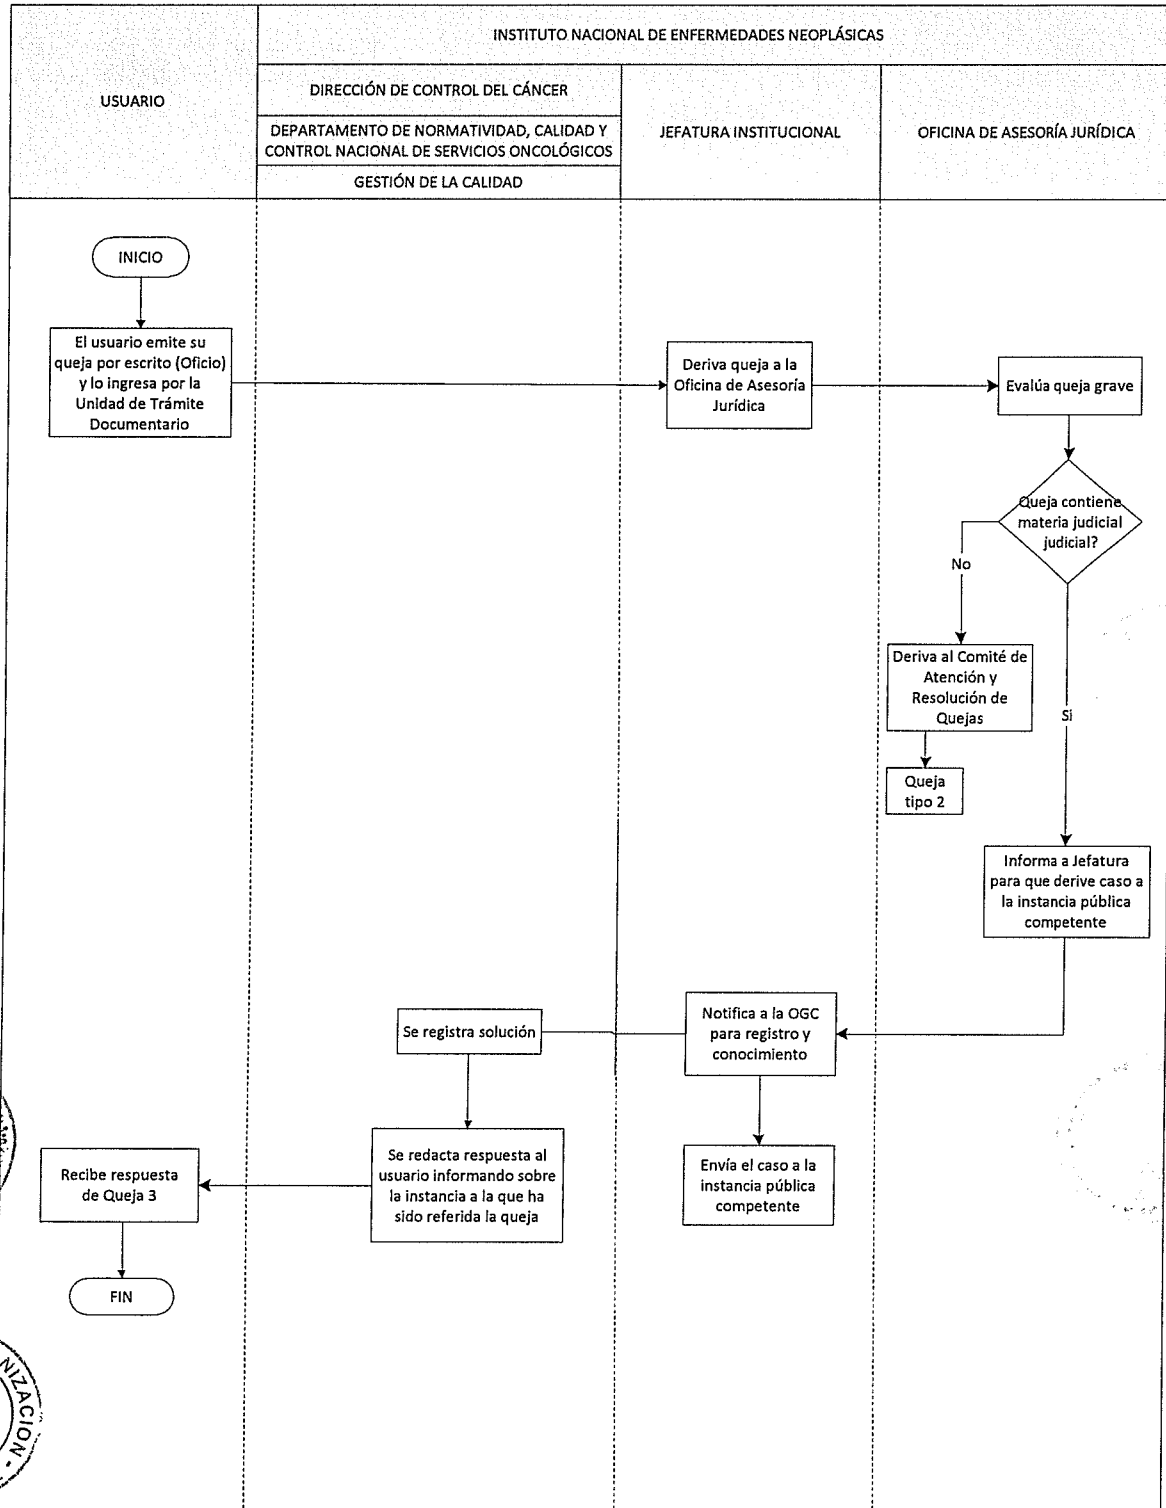 INSTITUTO NACIONAL DE ENFERMEDADES NEOPLÁSICAS
USUARIO
DIRECCIÓN DE CONTROL DEL CÁNCER
DEPARTAMENTO DE NORMATIVIDAD, CALIDAD Y
CONTROL NACIONAL DE SERVICIOS ONCOLÓGICOS
GESTIÓN DE LA CALIDAD
JEFATURA INSTITUCIONAL
OFICINA DE ASESORÍA JURÍDICA
INICIO
El usuario emite su
queja por escrito (Oficio)
y lo ingresa por la
Unidad de Trámite
Documentario
Deriva queja a la
Oficina de Asesoría
Jurídica
Evalúa queja grave
Queja contiene
materia judicial
judicial?
No
Deriva al Comité de
Atención y
Resolución de
Quejas
Si
Queja
tipo 2
Informa a Jefatura
para que derive caso a
la instancia pública
competente
Notifica a la OGC
para registro y
conocimiento
Se registra solución
Envía el caso a la
instancia pública
competente
Se redacta respuesta al
usuario informando sobre
la instancia a la que ha
sido referida la queja
Recibe respuesta
de Queja 3
FIN
NIZACION